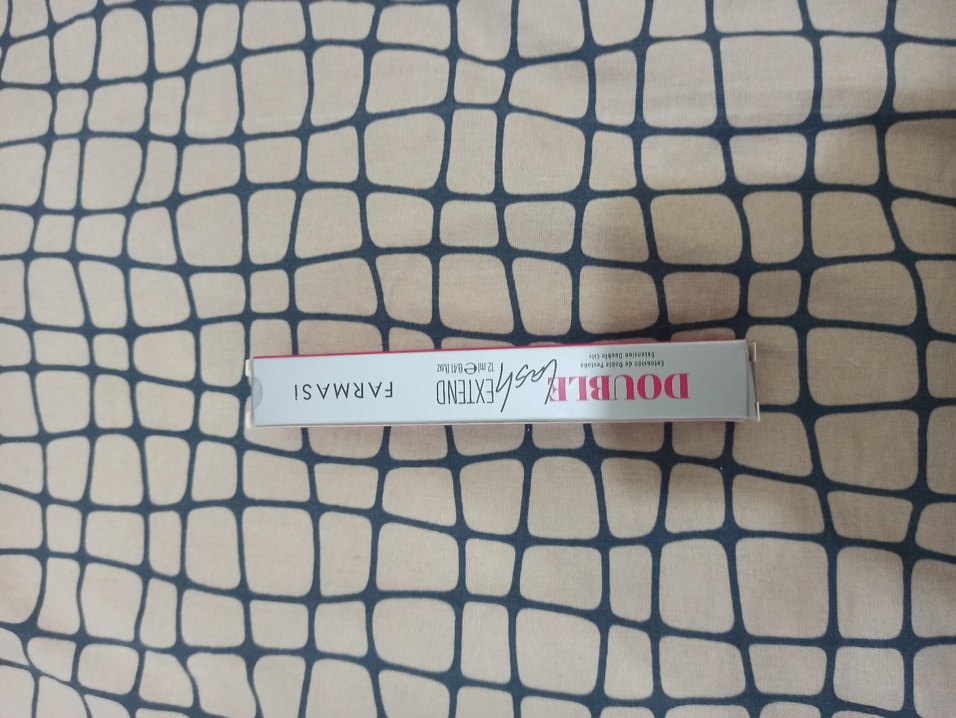 DOUBLE
Lash
EXTEND
Extensión de Doble Pestaña
Extension Double Cils
12 ml ℮ 0.41 fl.oz
FARMASi